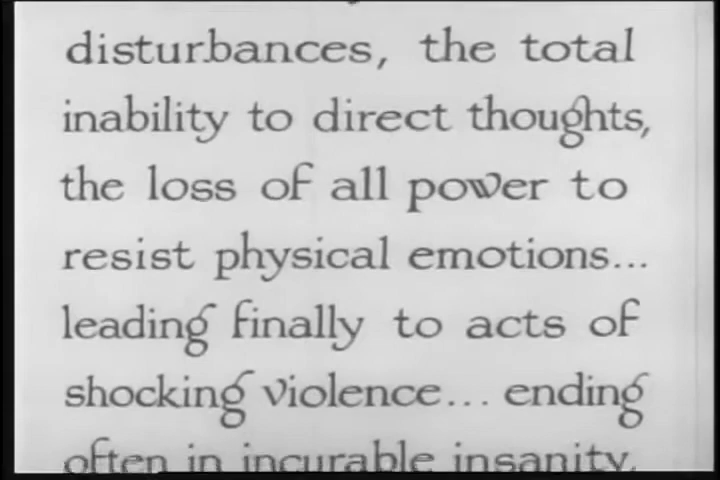 disturbances, the total
inability to direct thoughts,
the loss of all power to
resist physical emotions...
leading finally to acts of
shocking violence... ending
often in incurable insanity.